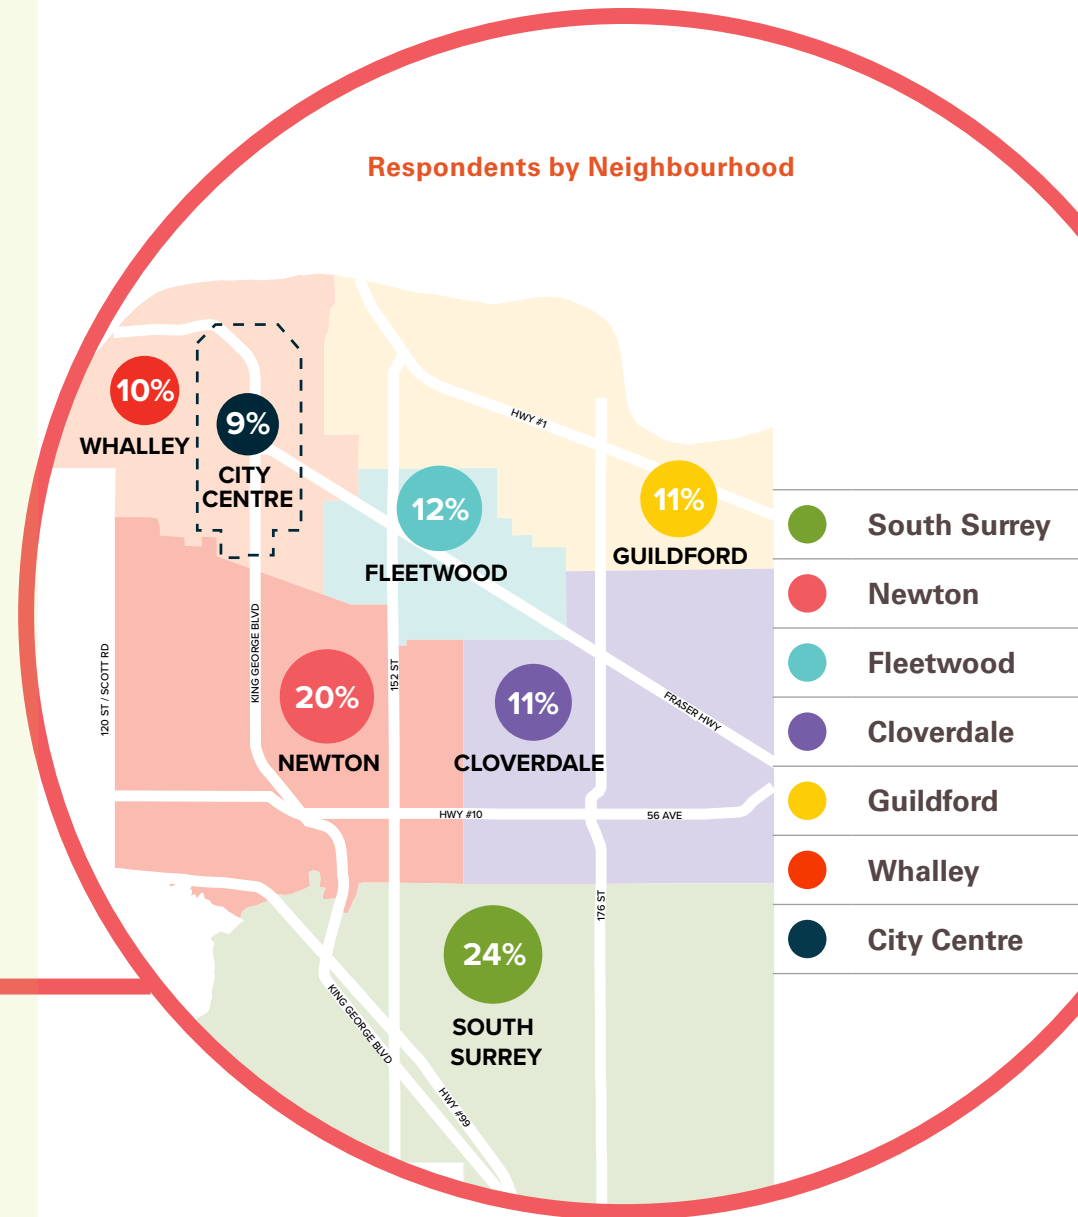 Respondents by Neighbourhood
10%
WHALLEY
9%
CITY
CENTRE
HWY #1
12%
FLEETWOOD
11%
GUILDFORD
120 ST / SCOTT RD
KING GEORGE BLVD
152 ST
20%
NEWTON
11%
CLOVERDALE
FRASER HWY
HWY #10
56 AVE
176 ST
24%
SOUTH
SURREY
KING GEORGE BLVD
HWY #99
South Surrey
Newton
Fleetwood
Cloverdale
Guildford
Whalley
City Centre